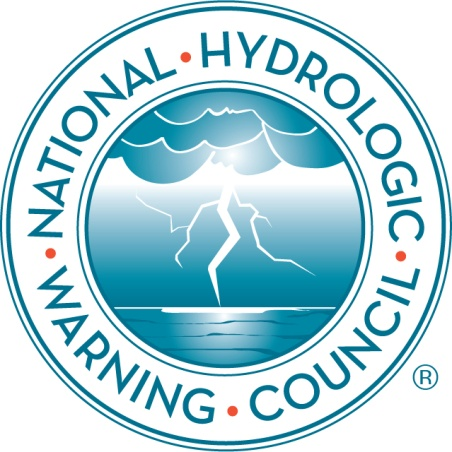 NATIONAL • HYDROLOGIC • WARNING • COUNCIL •
®